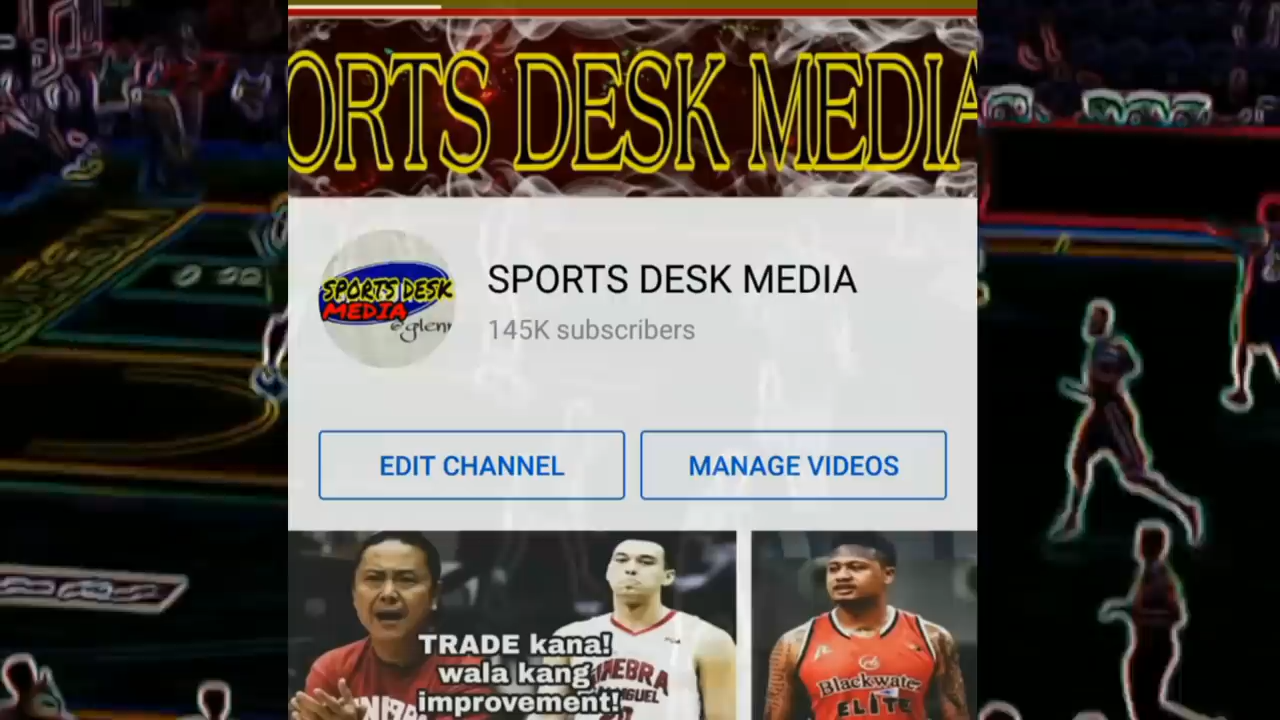 ORTS DESK MEDIA
SPORTS DESK
MEDIA
@glenn
SPORTS DESK MEDIA
145K subscribers
EDIT CHANNEL
MANAGE VIDEOS
TRADE kana!
wala kang
improvement!
Blackwater
ELITE